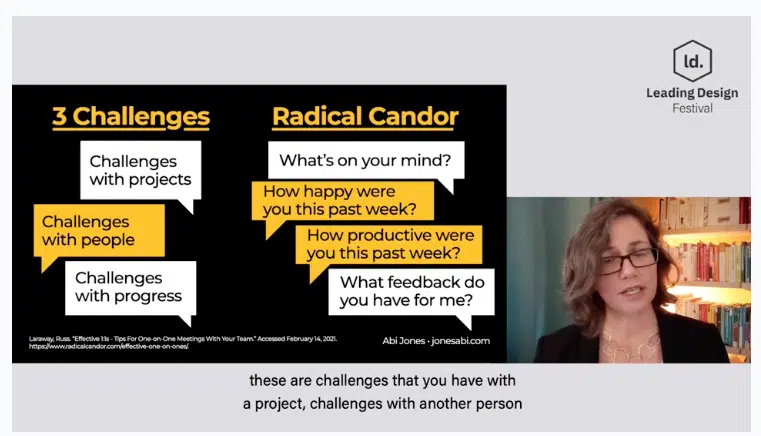 ld.
Leading Design
Festival
3 Challenges
Challenges
with projects
Challenges
with people
Challenges
with progress
Radical Candor
What's on your mind?
How happy were
you this past week?
How productive were
you this past week?
What feedback do
you have for me?
Laraway, Russ. "Effective 1:1s - Tips For One-on-One Meetings With Your Team." Accessed February 14, 2021.
https://www.radicalcandor.com/effective-one-on-ones/.
Abi Jones • jonesabi.com
these are challenges that you have with
a project, challenges with another person